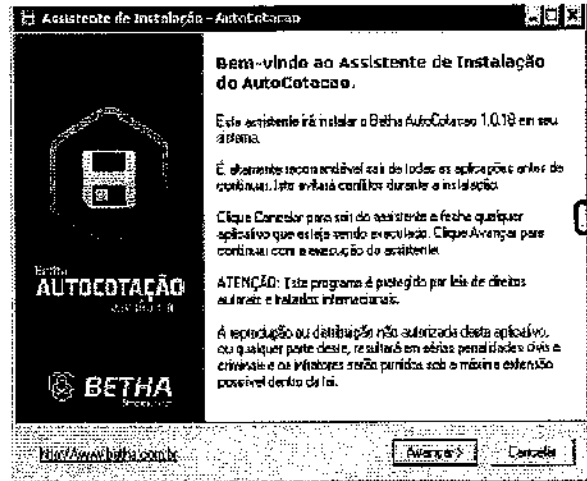 Assistente de Instalação - AutoCotacao
Bem-vindo ao Assistente de Instalação
do AutoCotacao.
Este assistente irá instalar o Betha AutoCotacao 1.0.18 em seu
sistema.
É altamente recomendável sair de todas as aplicações antes de
continuar. Isto evitará conflitos durante a instalação.
Clique Cancelar para sair do assistente e feche qualquer
aplicativo que esteja sendo executado. Clique Avançar para
continuar com a execução do assistente.
ATENÇÃO: Este programa é protegido por leis de direitos
autorais e tratados internacionais.
A reprodução ou distribuição não autorizada deste aplicativo,
ou qualquer parte deste, resultará em sérias penalidades civis e
criminais e os infratores serão punidos sob a máxima extensão
possível dentro da lei.
Betha
AUTOCOTAÇÃO
BETHA
http://www.betha.com.br
Avançar >
Cancelar